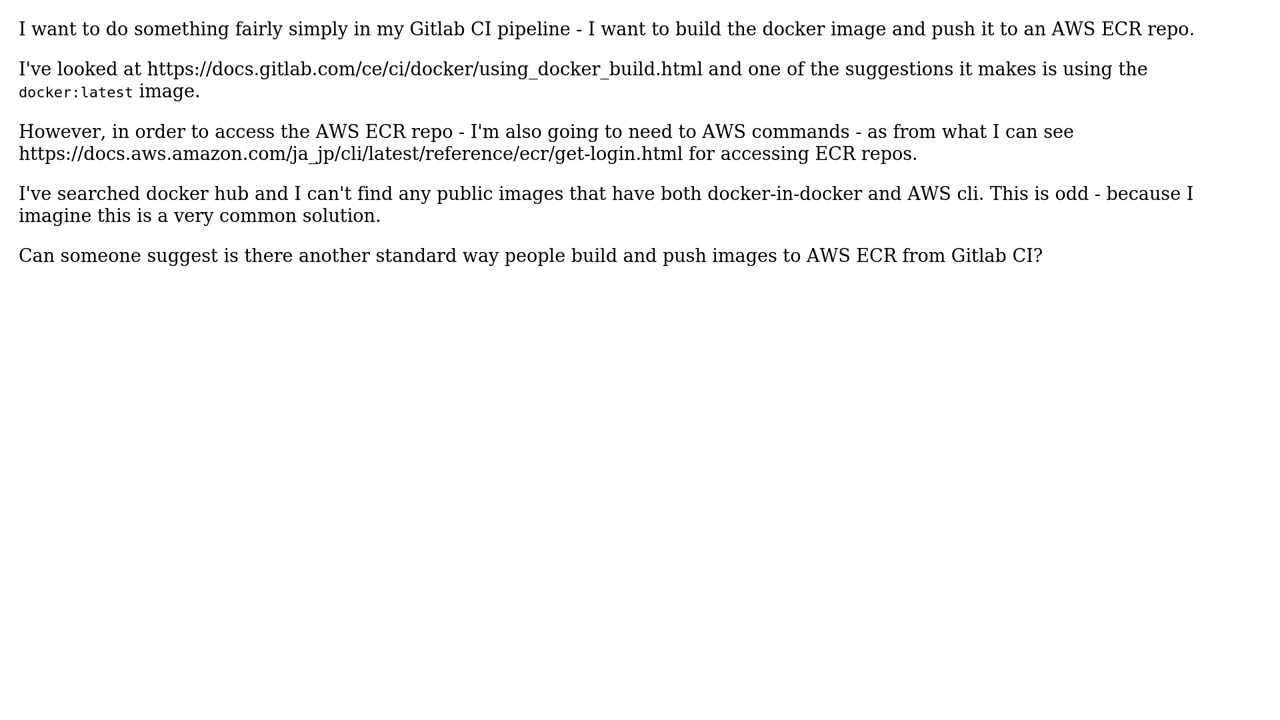 I want to do something fairly simply in my Gitlab CI pipeline - I want to build the docker image and push it to an AWS ECR repo.
I've looked at https://docs.gitlab.com/ce/ci/docker/using_docker_build.html and one of the suggestions it makes is using the
docker:latest image.
However, in order to access the AWS ECR repo - I'm also going to need to AWS commands - as from what I can see
https://docs.aws.amazon.com/ja_jp/cli/latest/reference/ecr/get-login.html for accessing ECR repos.
I've searched docker hub and I can't find any public images that have both docker-in-docker and AWS cli. This is odd - because I
imagine this is a very common solution.
Can someone suggest is there another standard way people build and push images to AWS ECR from Gitlab CI?